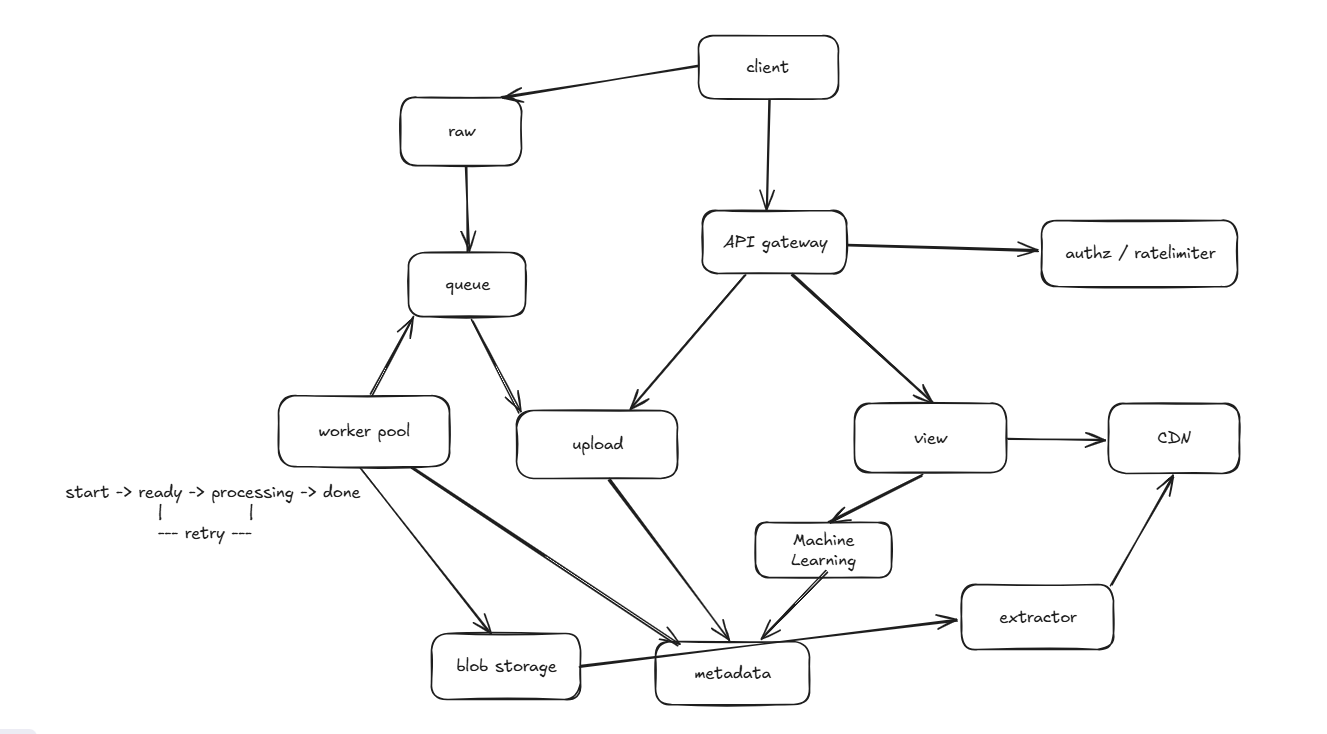 client
raw
API gateway
authz / ratelimiter
queue
worker pool
upload
view
CDN
start -> ready -> processing -> done
| |
--- retry ---
Machine
Learning
extractor
blob storage
metadata